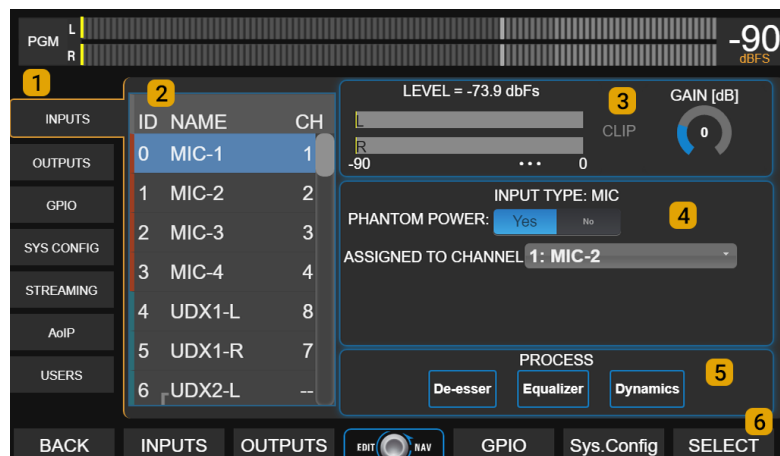 PGM
L
R
-90
dBFS
1
INPUTS
OUTPUTS
GPIO
SYS CONFIG
STREAMING
AoIP
USERS
2
ID NAME CH
0 MIC-1 1
1 MIC-2 2
2 MIC-3 3
3 MIC-4 4
4 UDX1-L 8
5 UDX1-R 7
6 UDX2-L --
LEVEL = -73.9 dbFs
L
R
-90 ••• 0
3
CLIP
GAIN [dB]
0
INPUT TYPE: MIC
PHANTOM POWER: Yes No
4
ASSIGNED TO CHANNEL 1: MIC-2
PROCESS
5
De-esser Equalizer Dynamics
6
BACK INPUTS OUTPUTS EDIT NAV GPIO Sys.Config SELECT